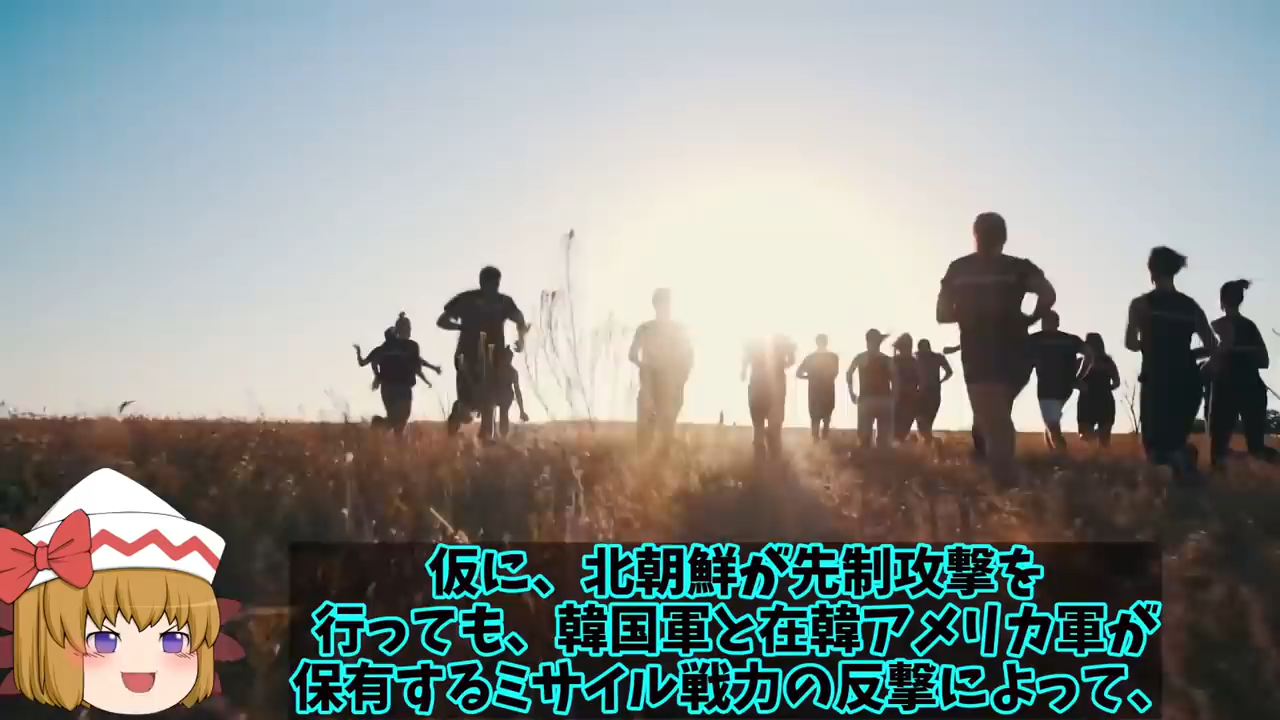 仮に、北朝鮮が先制攻撃を
行っても、韓国軍と在韓アメリカ軍が
保有するミサイル戦力の反撃によって、